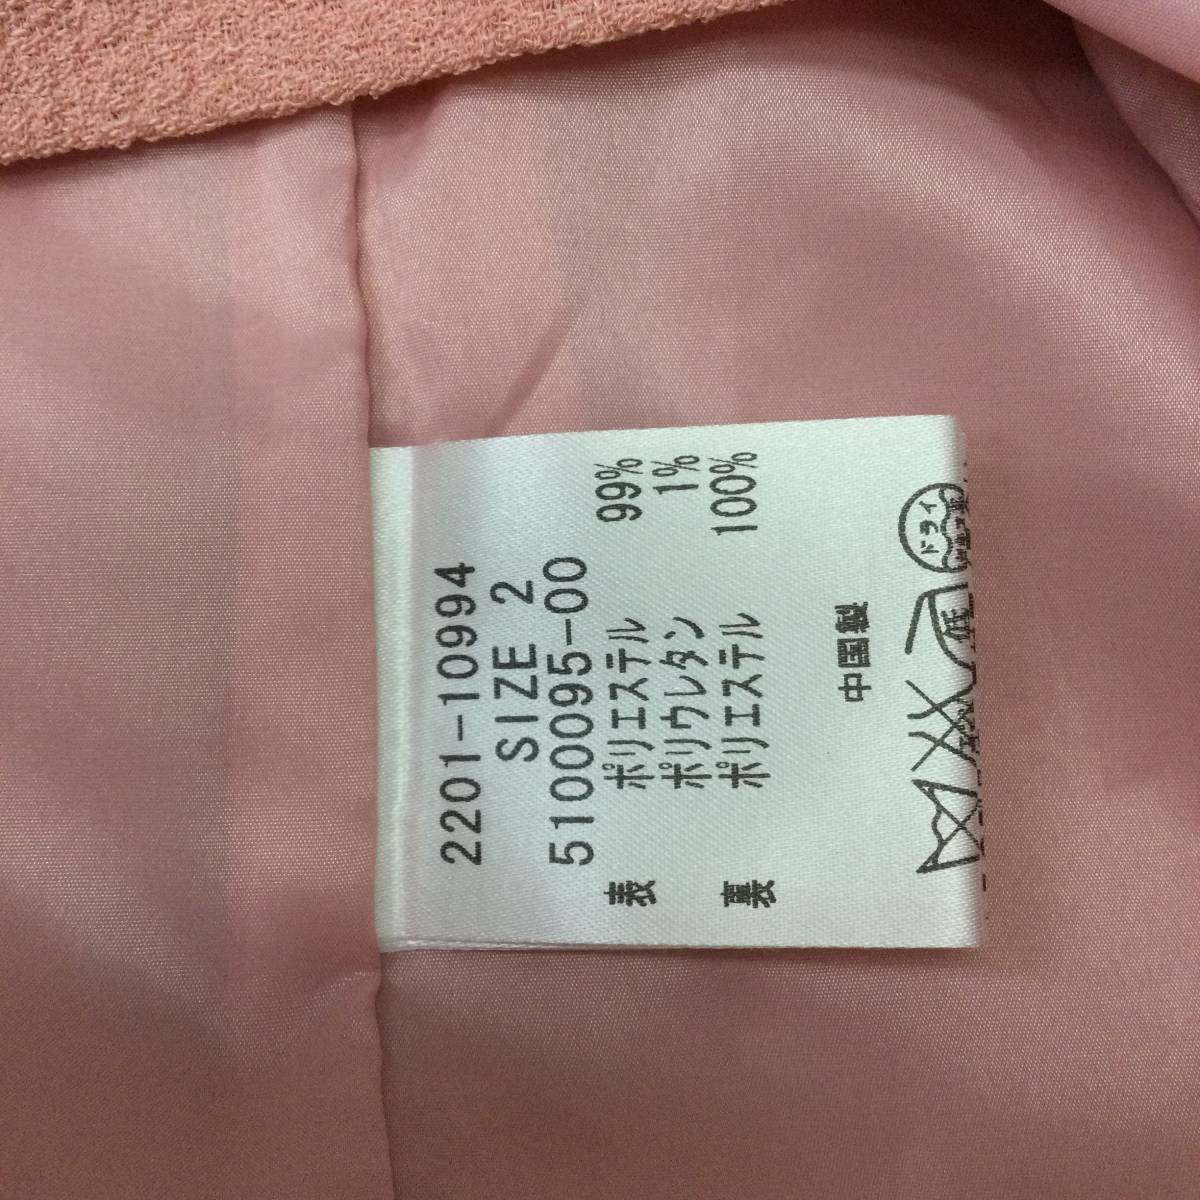 2201-10994
SIZE 2
5100095-00
表 ポリエステル 99%
ポリウレタン 1%
裏 ポリエステル 100%
中国製
低 ドライ